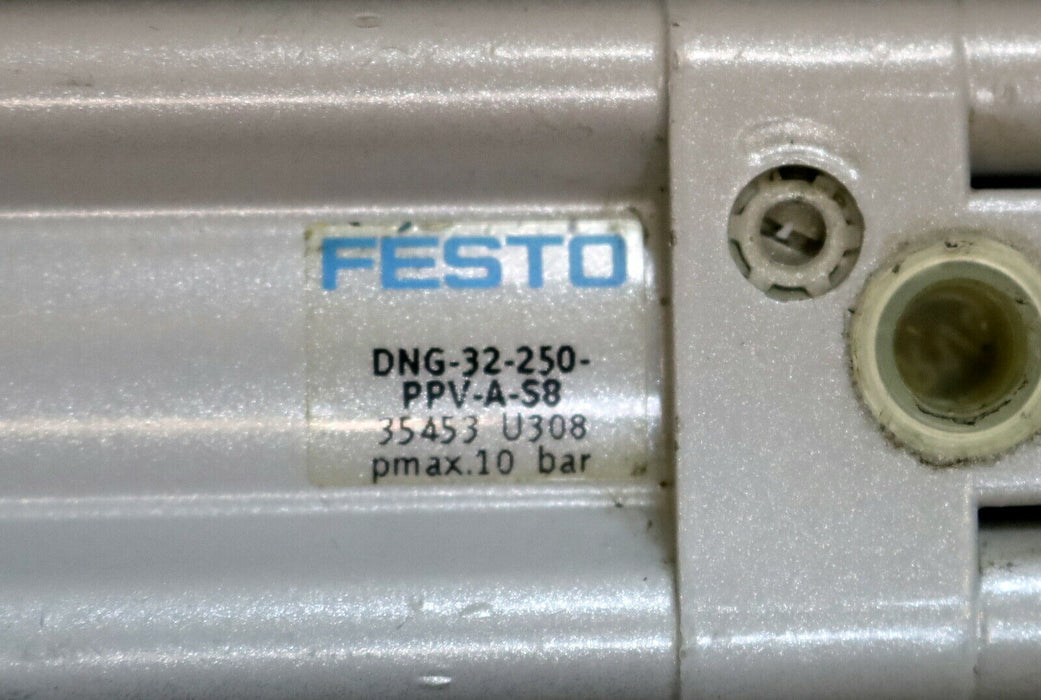 FESTO
DNG-32-250-
PPV-A-S8
35453 U308
pmax.10 bar